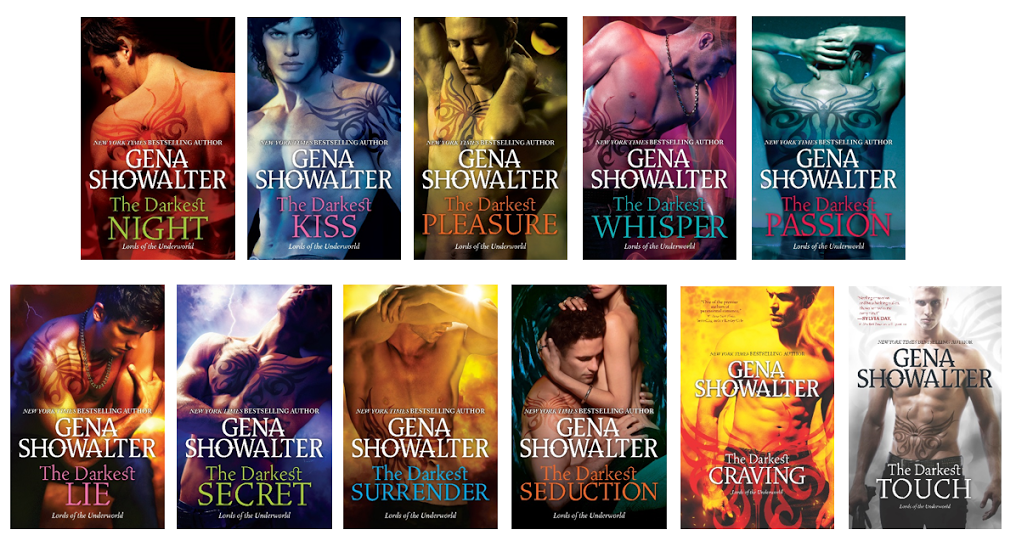 NEW YORK TIMES BESTSELLING AUTHOR
GENA
SHOWALTER
The Darkest
NIGHT
Lords of the Underworld
NEW YORK TIMES BESTSELLING AUTHOR
GENA
SHOWALTER
The Darkest
KISS
Lords of the Underworld
NEW YORK TIMES BESTSELLING AUTHOR
GENA
SHOWALTER
The Darkest
PLEASURE
Lords of the Underworld
NEW YORK TIMES BESTSELLING AUTHOR
GENA
SHOWALTER
The Darkest
WHISPER
Lords of the Underworld
NEW YORK TIMES BESTSELLING AUTHOR
GENA
SHOWALTER
The Darkest
PASSION
Lords of the Underworld
NEW YORK TIMES BESTSELLING AUTHOR
GENA
SHOWALTER
The Darkest
LIE
Lords of the Underworld
NEW YORK TIMES BESTSELLING AUTHOR
GENA
SHOWALTER
The Darkest
SECRET
Lords of the Underworld
NEW YORK TIMES BESTSELLING AUTHOR
GENA
SHOWALTER
The Darkest
SURRENDER
Lords of the Underworld
NEW YORK TIMES BESTSELLING AUTHOR
GENA
SHOWALTER
The Darkest
SEDUCTION
Lords of the Underworld
NEW YORK TIMES BESTSELLING AUTHOR
GENA
SHOWALTER
The Darkest
CRAVING
Lords of the Underworld
NEW YORK TIMES BESTSELLING AUTHOR
GENA
SHOWALTER
The Darkest
TOUCH
Lords of the Underworld